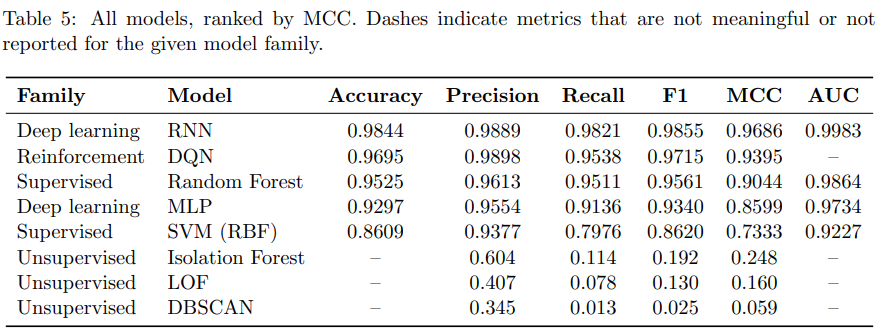 Table 5: All models, ranked by MCC. Dashes indicate metrics that are not meaningful or not
reported for the given model family.
Family Model Accuracy Precision Recall F1 MCC AUC
Deep learning RNN 0.9844 0.9889 0.9821 0.9855 0.9686 0.9983
Reinforcement DQN 0.9695 0.9898 0.9538 0.9715 0.9395 –
Supervised Random Forest 0.9525 0.9613 0.9511 0.9561 0.9044 0.9864
Deep learning MLP 0.9297 0.9554 0.9136 0.9340 0.8599 0.9734
Supervised SVM (RBF) 0.8609 0.9377 0.7976 0.8620 0.7333 0.9227
Unsupervised Isolation Forest – 0.604 0.114 0.192 0.248 –
Unsupervised LOF – 0.407 0.078 0.130 0.160 –
Unsupervised DBSCAN – 0.345 0.013 0.025 0.059 –